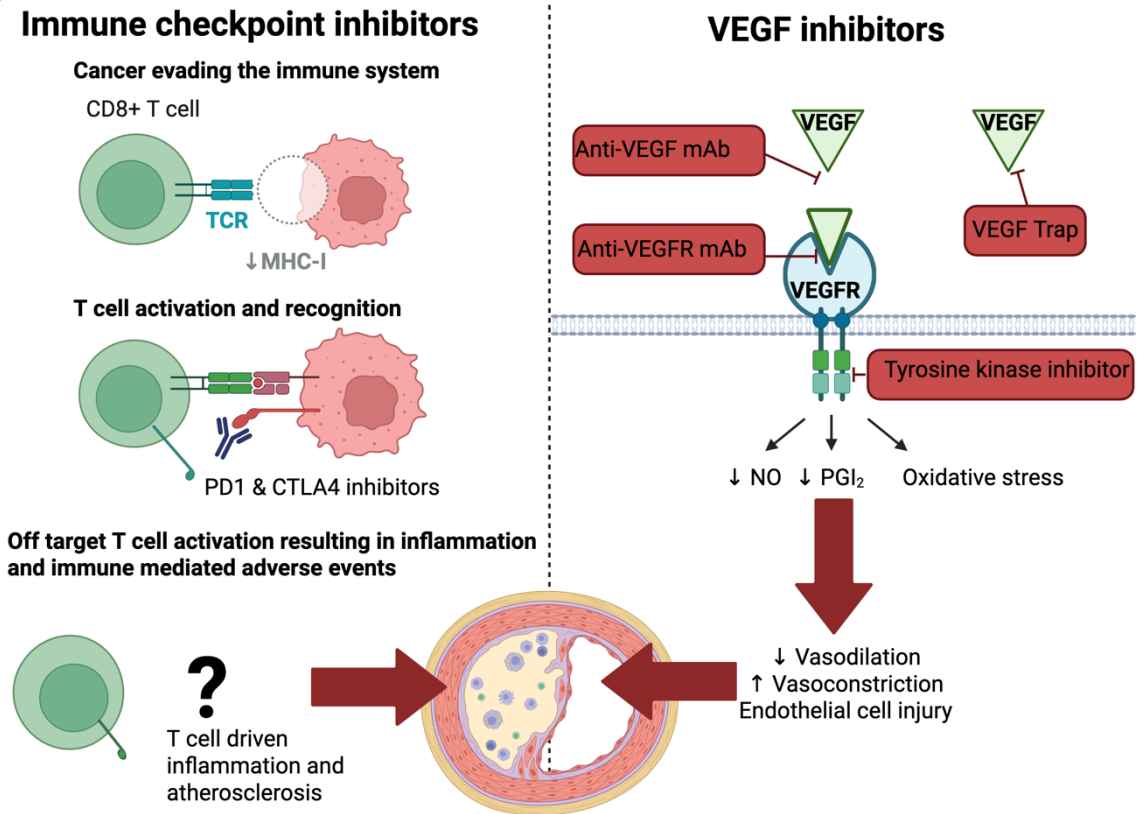 Immune checkpoint inhibitors
Cancer evading the immune system
CD8+ T cell
TCR
↓MHC-I
T cell activation and recognition
PD1 & CTLA4 inhibitors
Off target T cell activation resulting in inflammation
and immune mediated adverse events
?
T cell driven
inflammation and
atherosclerosis
VEGF inhibitors
VEGF
VEGF
Anti-VEGF mAb
VEGF Trap
Anti-VEGFR mAb
VEGFR
Tyrosine kinase inhibitor
↓ NO
↓ PGI₂
Oxidative stress
↓ Vasodilation
↑ Vasoconstriction
Endothelial cell injury